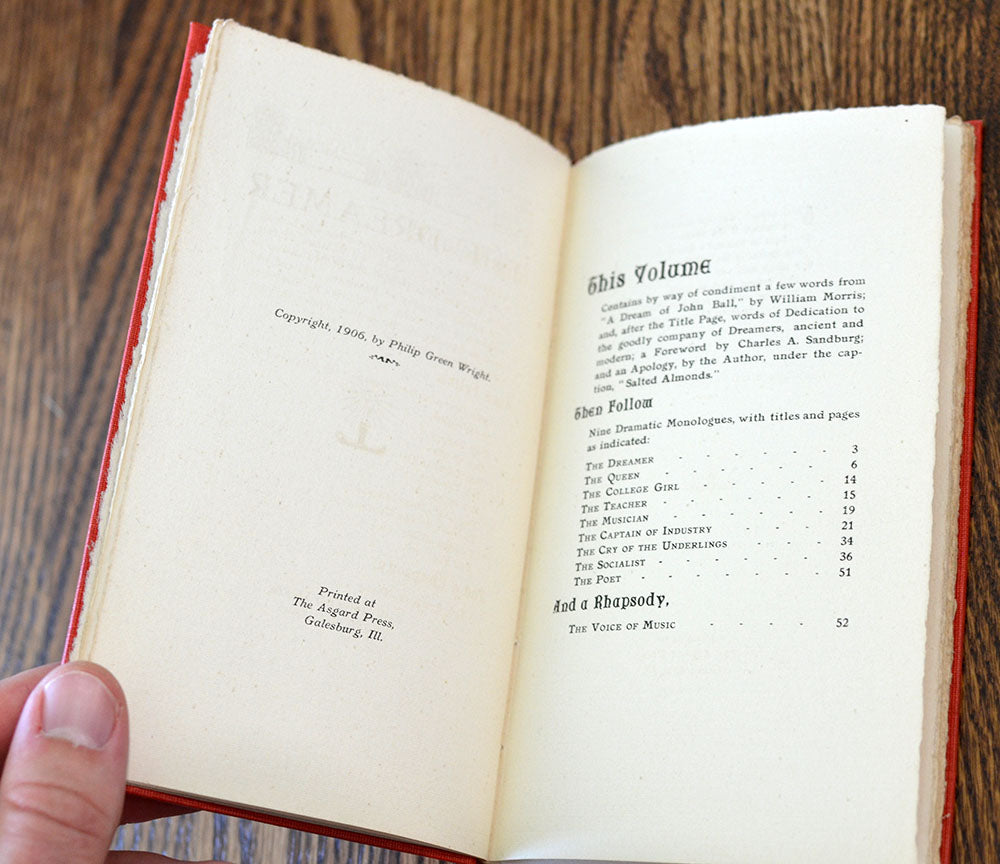 Copyright, 1906, by Philip Green Wright.
Printed at
The Asgard Press,
Galesburg, Ill.
This Volume
Contains by way of condiment a few words from
"A Dream of John Ball," by William Morris;
and, after the Title Page, words of Dedication to
the goodly company of Dreamers, ancient and
modern; a Foreword by Charles A. Sandburg;
and an Apology, by the Author, under the cap-
tion, "Salted Almonds."
Then Follow
Nine Dramatic Monologues, with titles and pages
as indicated:
The Dreamer - - - - - - 3
The Queen - - - - - - 6
The College Girl - - - - - 14
The Teacher - - - - - - 15
The Musician - - - - - - 19
The Captain of Industry - - - - 21
The Cry of the Underlings - - - 34
The Socialist - - - - - - 36
The Poet - - - - - - 51
And a Rhapsody,
The Voice of Music - - - - 52